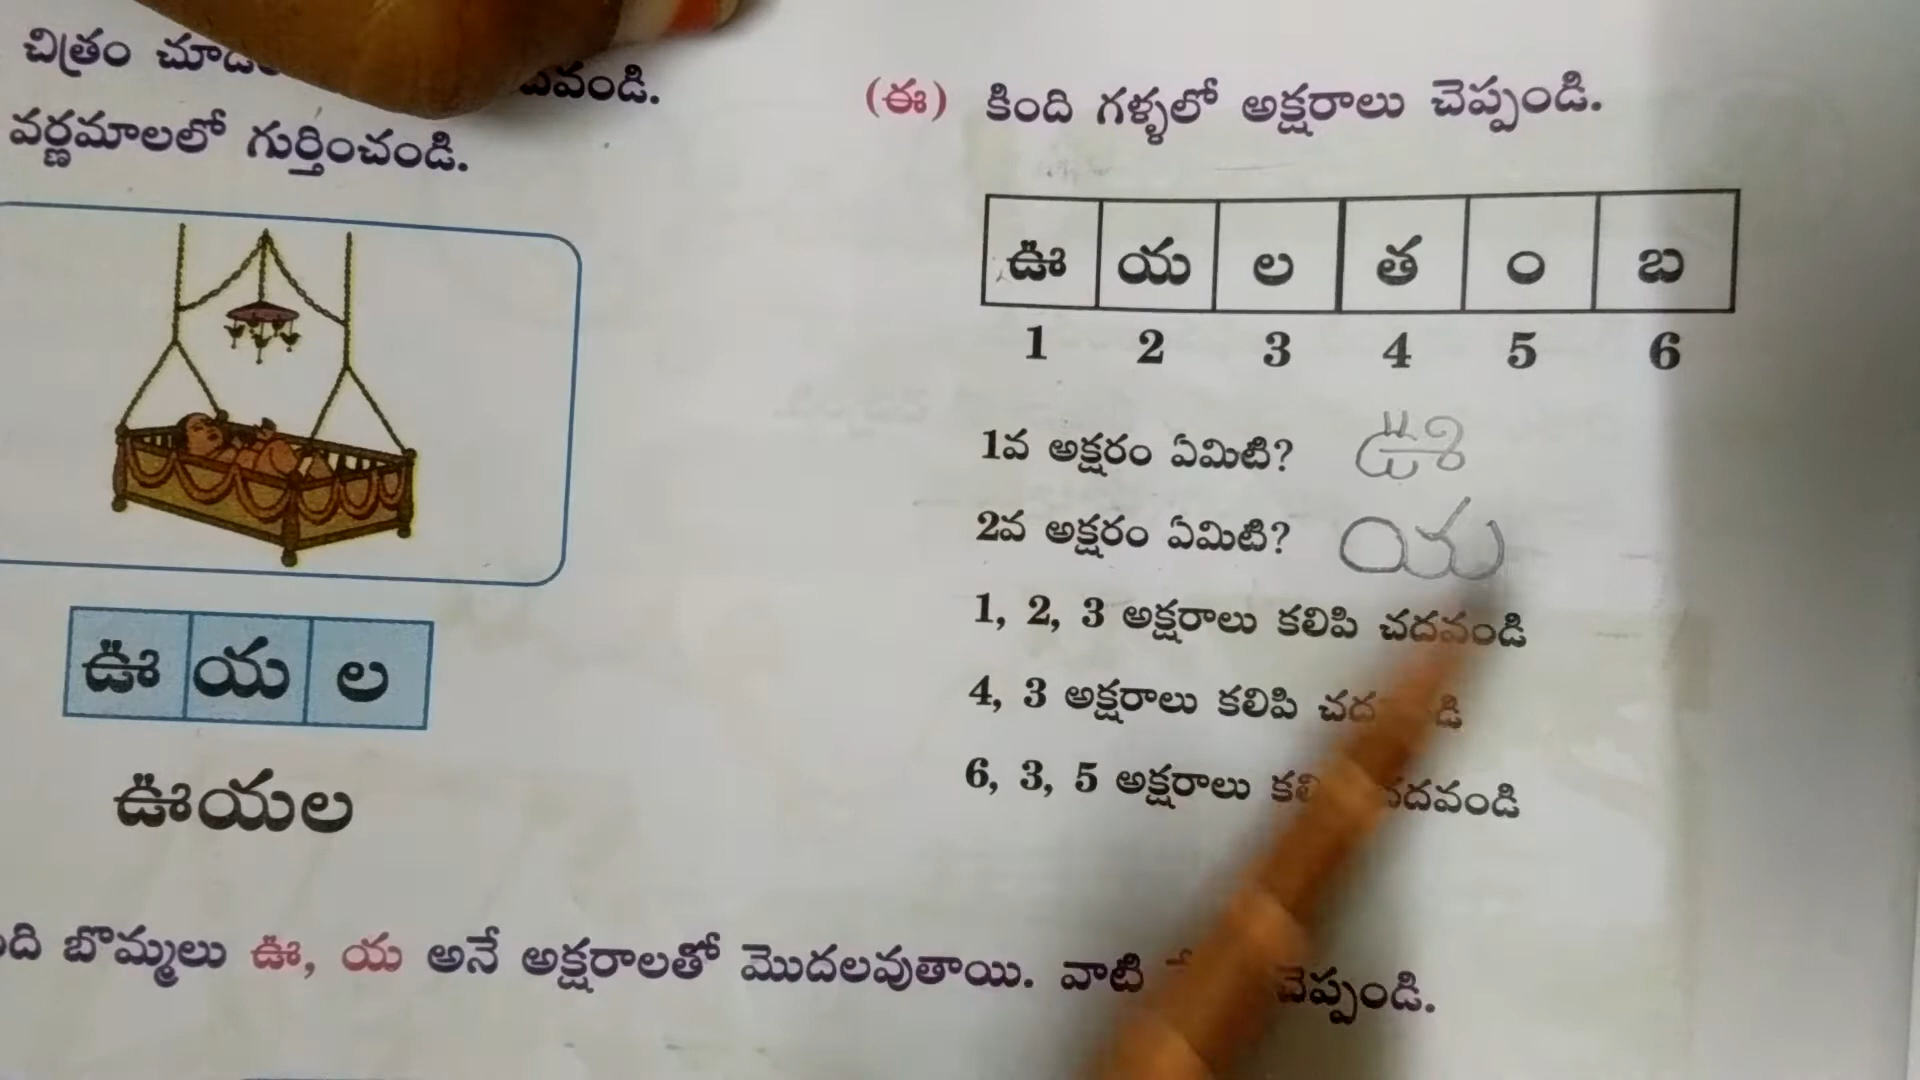 చిత్రం
వర్ణమాలలో గుర్తించండి.
ఊ య ల
ఊయల
(ఈ) కింది గళ్ళలో అక్షరాలు చెప్పండి.
ఊ య ల త ం బ
1 2 3 4 5 6
1వ అక్షరం ఏమిటి? ఊ
2వ అక్షరం ఏమిటి? య
1, 2, 3 అక్షరాలు కలిపి చదవండి
4, 3 అక్షరాలు కలిపి
6, 3, 5 అక్షరాలు
బొమ్మలు ఊ, య అనే అక్షరాలతో మొదలవుతాయి. వాటి చెప్పండి.